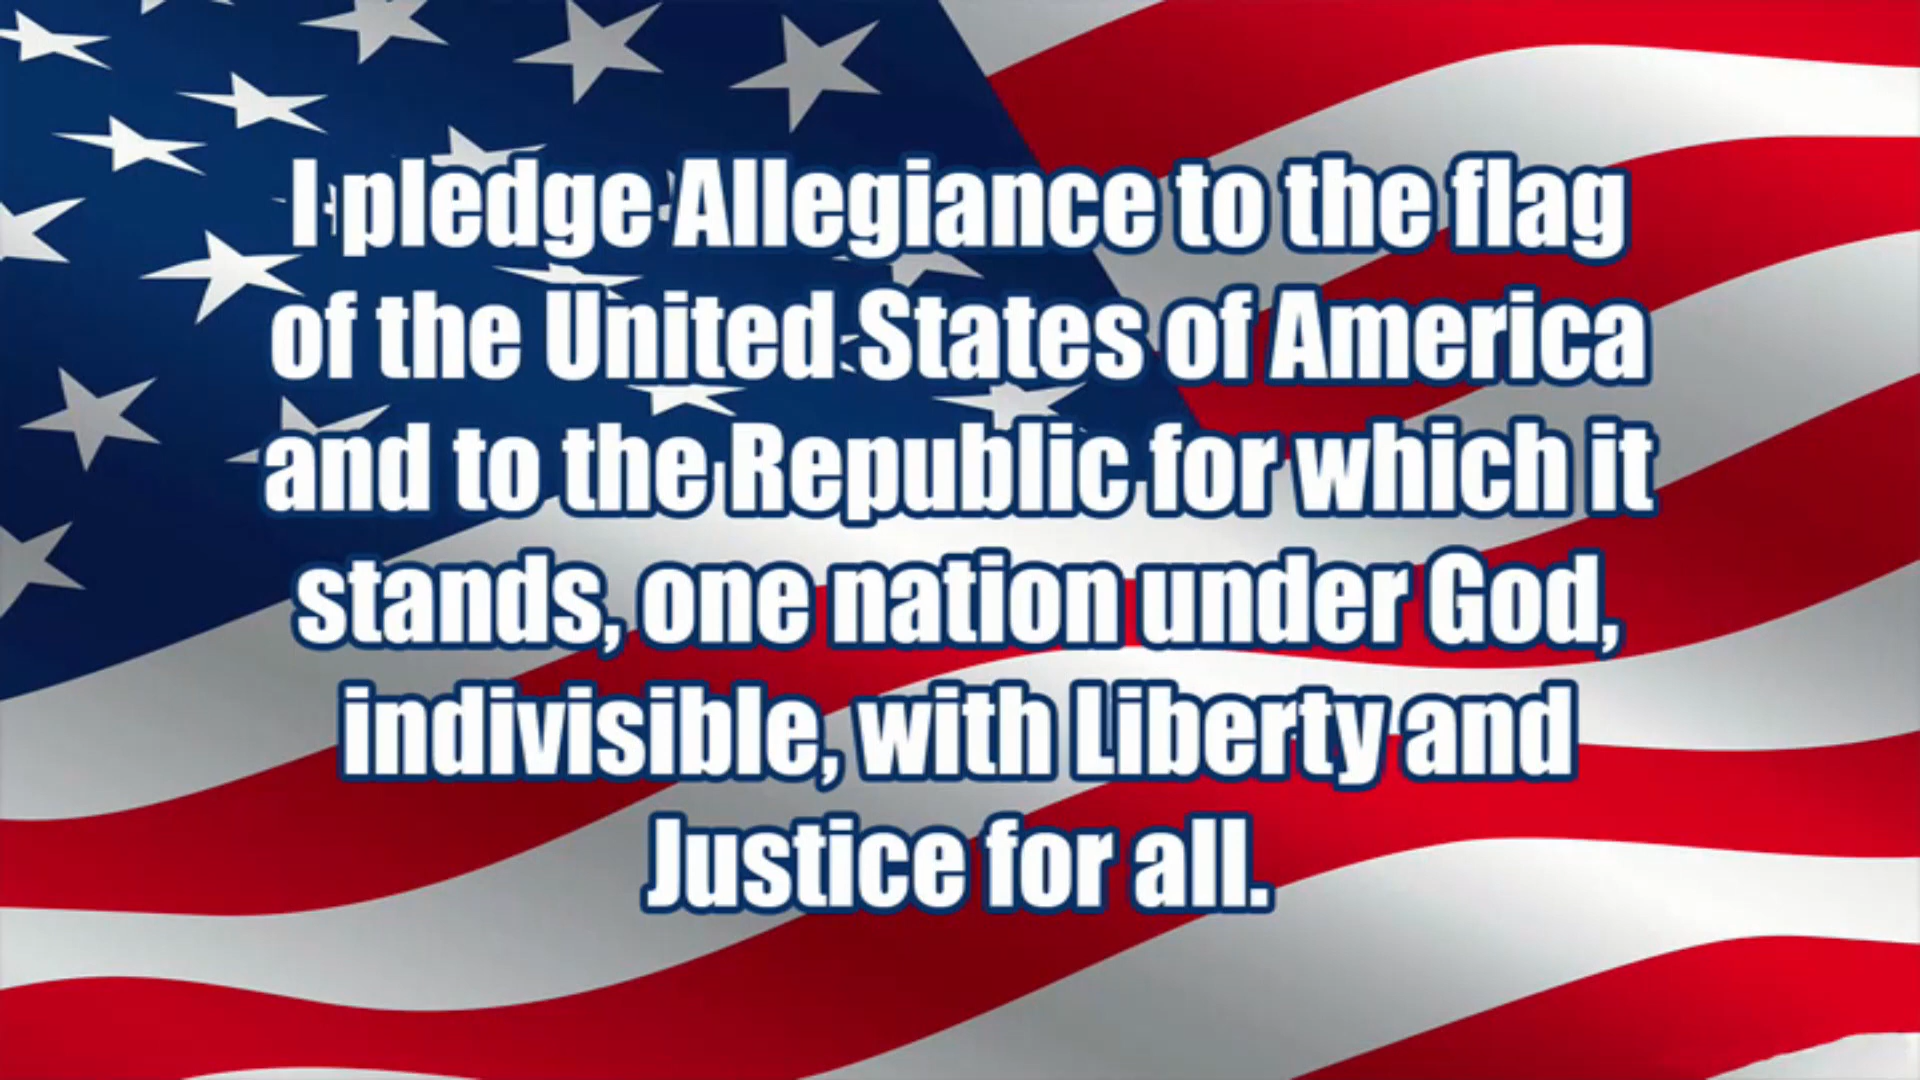 I pledge Allegiance to the flag
of the United States of America
and to the Republic for which it
stands, one nation under God,
indivisible, with Liberty and
Justice for all.